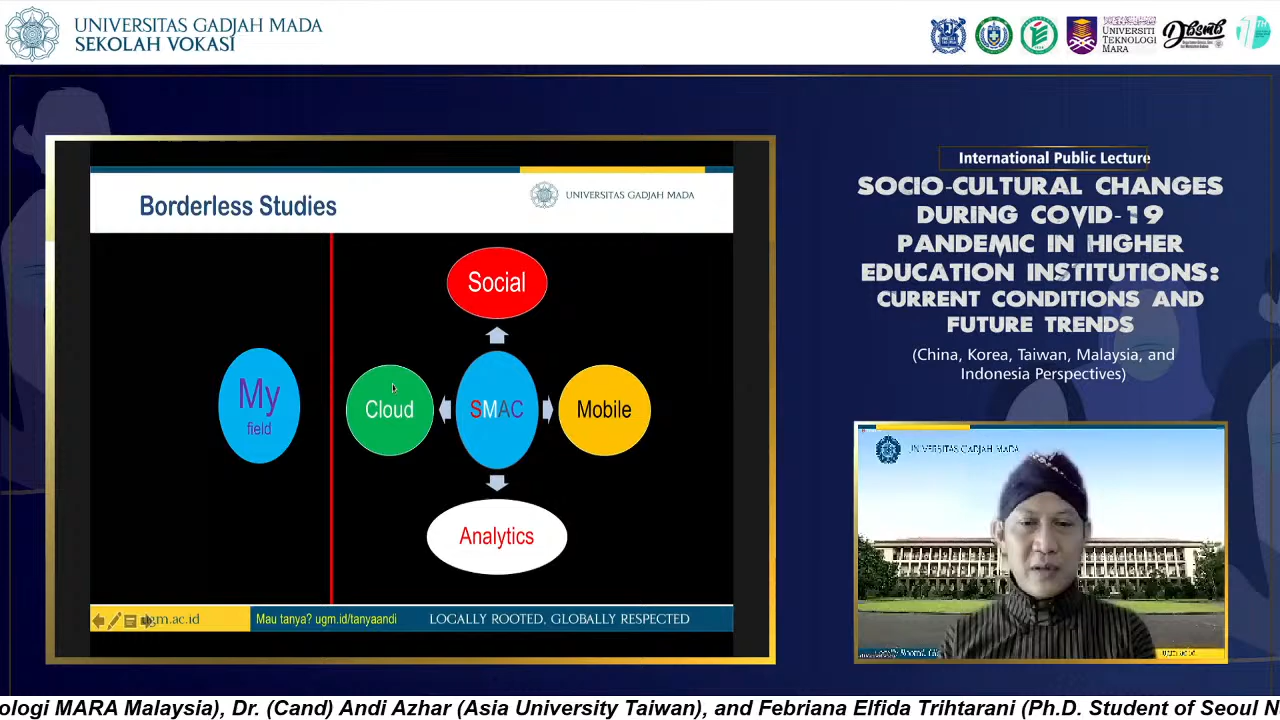 UNIVERSITAS GADJAH MADA
SEKOLAH VOKASI
UNIVERSITI
TEKNOLOGI
MARA
International Public Lecture
SOCIO-CULTURAL CHANGES
DURING COVID-19
PANDEMIC IN HIGHER
EDUCATION INSTITUTIONS:
CURRENT CONDITIONS AND
FUTURE TRENDS
(China, Korea, Taiwan, Malaysia, and
Indonesia Perspectives)
Borderless Studies
UNIVERSITAS GADJAH MADA
My
field
Social
Cloud
SMAC
Mobile
Analytics
Mau tanya? ugm.id/tanyaandi
LOCALLY ROOTED, GLOBALLY RESPECTED
UNIVERSITAS GADJAH MADA
ologi MARA Malaysia), Dr. (Cand) Andi Azhar (Asia University Taiwan), and Febriana Elfida Trihtarani (Ph.D. Student of Seoul N